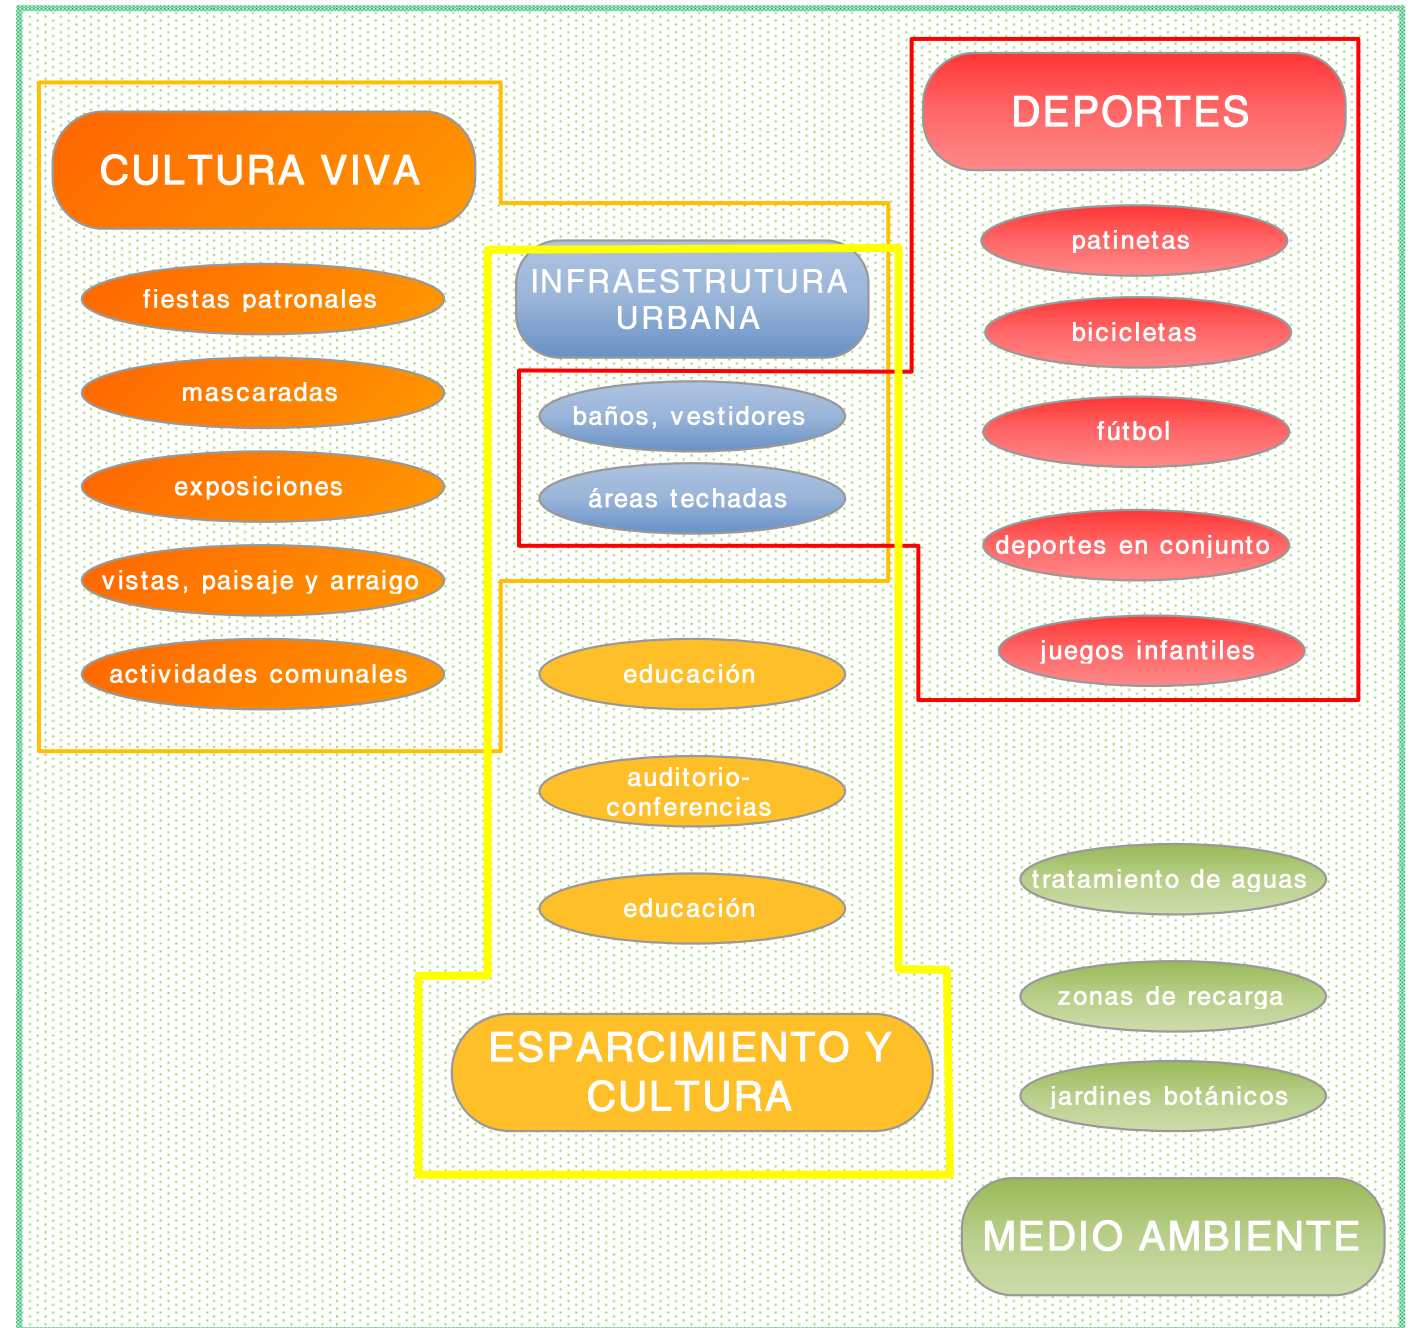 CULTURA VIVA
fiestas patronales
mascaradas
exposiciones
vistas, paisaje y arraigo
actividades comunales
INFRAESTRUTURA
URBANA
baños, vestidores
áreas techadas
educación
auditorio-
conferencias
educación
ESPARCIMIENTO Y
CULTURA
DEPORTES
patinetas
bicicletas
fútbol
deportes en conjunto
juegos infantiles
tratamiento de aguas
zonas de recarga
jardines botánicos
MEDIO AMBIENTE